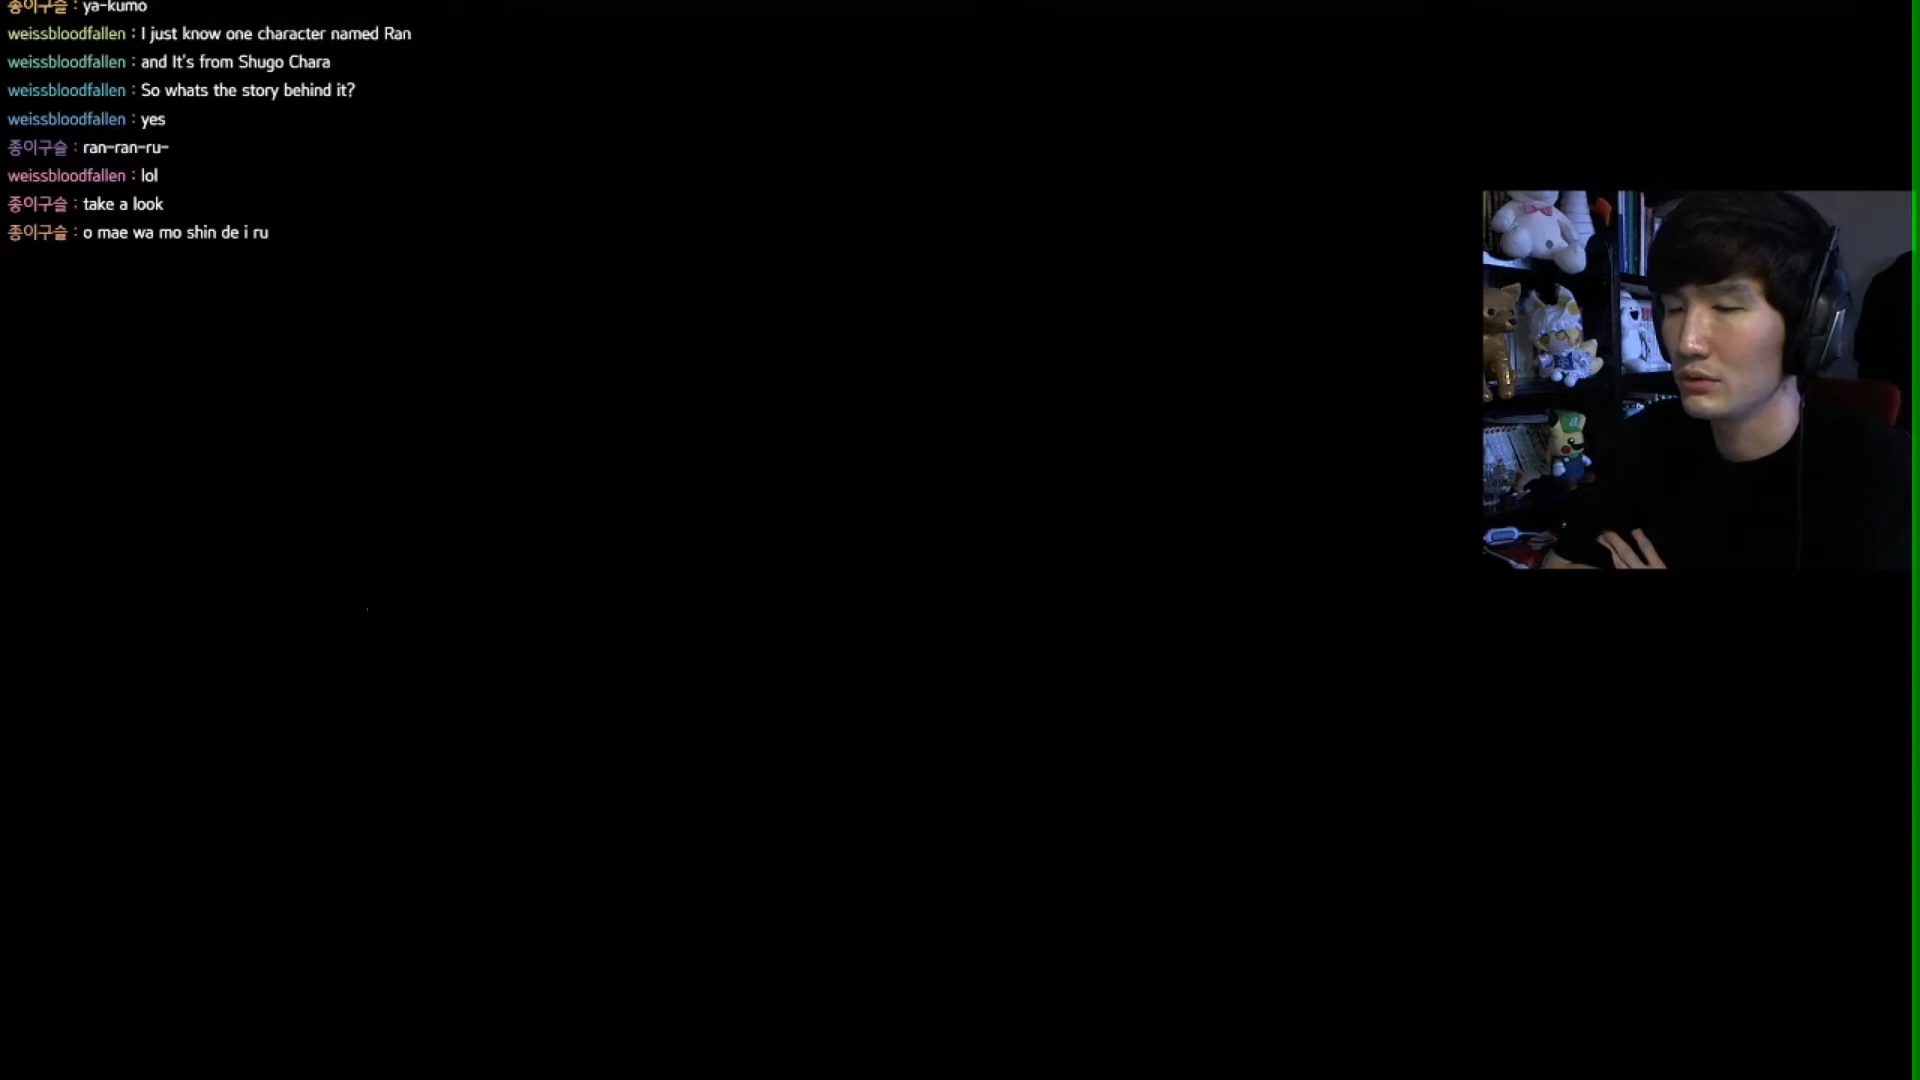 종이구슬 : ya-kumo
weissbloodfallen : I just know one character named Ran
weissbloodfallen : and It's from Shugo Chara
weissbloodfallen : So whats the story behind it?
weissbloodfallen : yes
종이구슬 : ran-ran-ru-
weissbloodfallen : lol
종이구슬 : take a look
종이구슬 : o mae wa mo shin de i ru